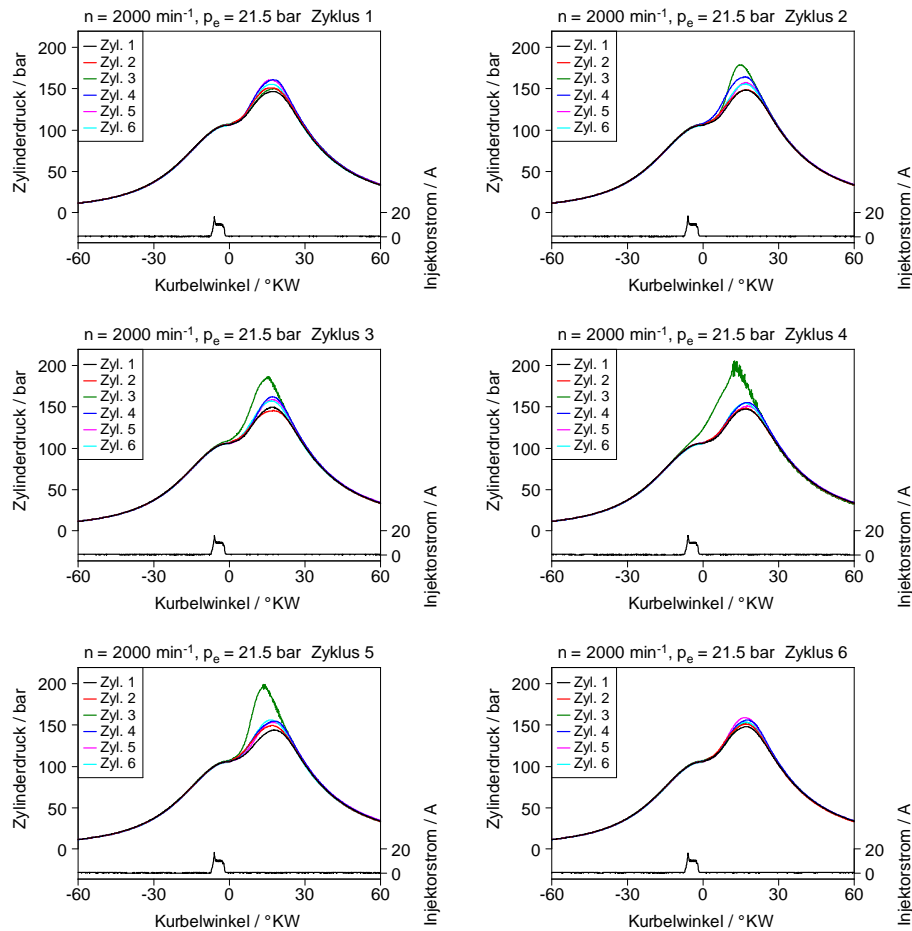 n = 2000 min-1, pe = 21.5 bar  Zyklus 1
Zylinderdruck / bar
200
150
100
50
0
Zyl. 1
Zyl. 2
Zyl. 3
Zyl. 4
Zyl. 5
Zyl. 6
20
0
Injektorstrom / A
-60
-30
0
30
60
Kurbelwinkel / °KW
n = 2000 min-1, pe = 21.5 bar  Zyklus 2
Zylinderdruck / bar
200
150
100
50
0
Zyl. 1
Zyl. 2
Zyl. 3
Zyl. 4
Zyl. 5
Zyl. 6
20
0
Injektorstrom / A
-60
-30
0
30
60
Kurbelwinkel / °KW
n = 2000 min-1, pe = 21.5 bar  Zyklus 3
Zylinderdruck / bar
200
150
100
50
0
Zyl. 1
Zyl. 2
Zyl. 3
Zyl. 4
Zyl. 5
Zyl. 6
20
0
Injektorstrom / A
-60
-30
0
30
60
Kurbelwinkel / °KW
n = 2000 min-1, pe = 21.5 bar  Zyklus 4
Zylinderdruck / bar
200
150
100
50
0
Zyl. 1
Zyl. 2
Zyl. 3
Zyl. 4
Zyl. 5
Zyl. 6
20
0
Injektorstrom / A
-60
-30
0
30
60
Kurbelwinkel / °KW
n = 2000 min-1, pe = 21.5 bar  Zyklus 5
Zylinderdruck / bar
200
150
100
50
0
Zyl. 1
Zyl. 2
Zyl. 3
Zyl. 4
Zyl. 5
Zyl. 6
20
0
Injektorstrom / A
-60
-30
0
30
60
Kurbelwinkel / °KW
n = 2000 min-1, pe = 21.5 bar  Zyklus 6
Zylinderdruck / bar
200
150
100
50
0
Zyl. 1
Zyl. 2
Zyl. 3
Zyl. 4
Zyl. 5
Zyl. 6
20
0
Injektorstrom / A
-60
-30
0
30
60
Kurbelwinkel / °KW